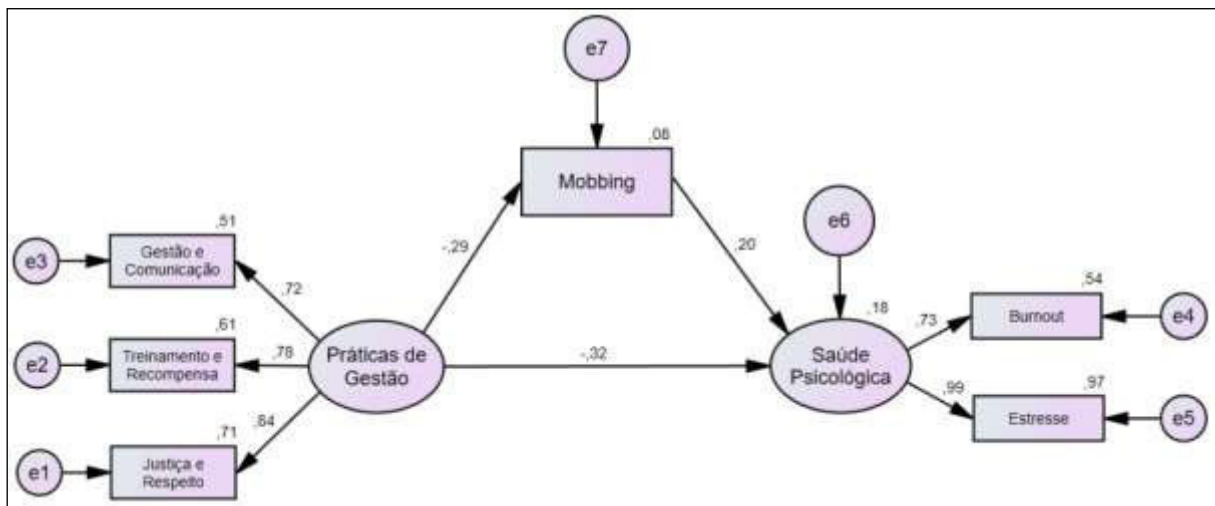 e7
,08
Mobbing
e6
,51
Gestão e
Comunicação
e3
-,29
,20
,72
,54
Burnout
e4
,18
,73
,61
Treinamento e
Recompensa
e2
,78
Práticas de
Gestão
-,32
Saúde
Psicológica
,99
,97
Estresse
e5
,84
,71
Justiça e
Respeito
e1